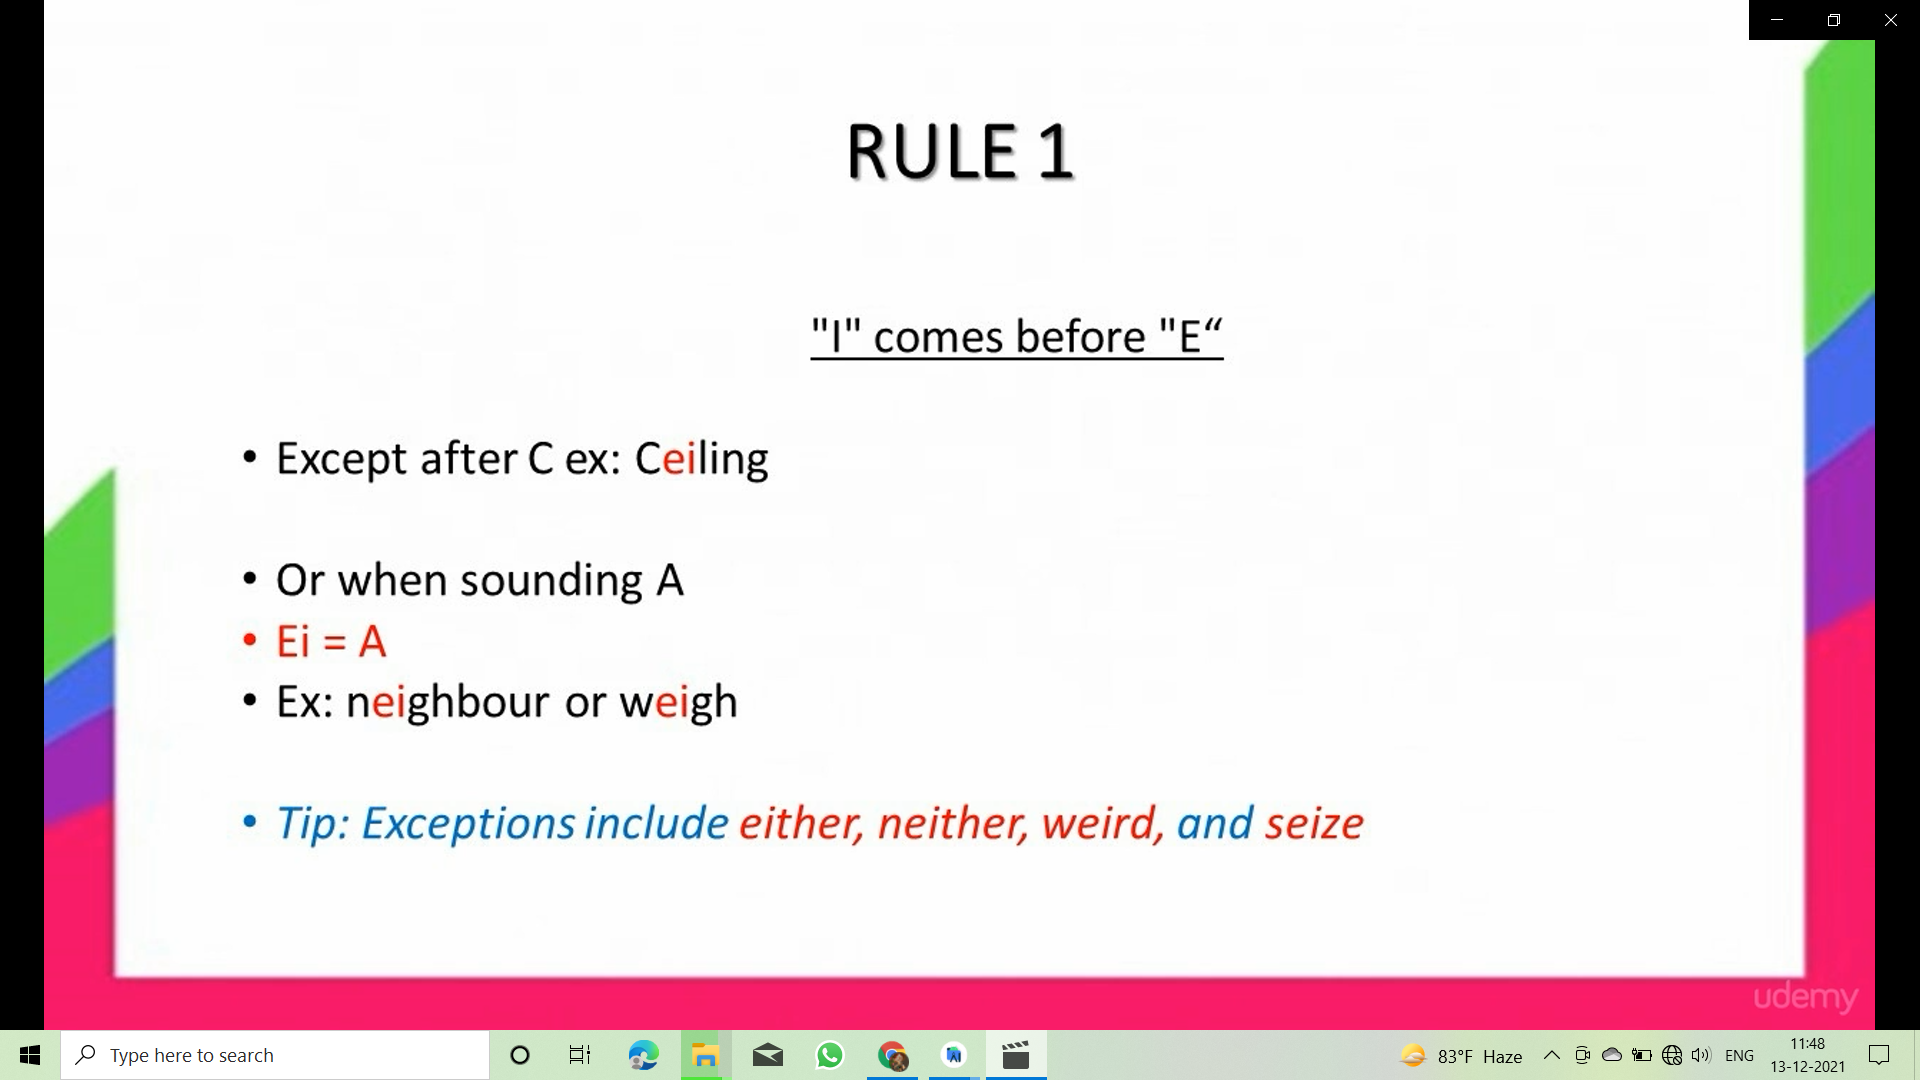 RULE 1
"I" comes before "E“
• Except after C ex: Ceiling
• Or when sounding A
• Ei = A
• Ex: neighbour or weigh
• Tip: Exceptions include either, neither, weird, and seize
udemy
Type here to search
83°F Haze
ENG
11:48
13-12-2021